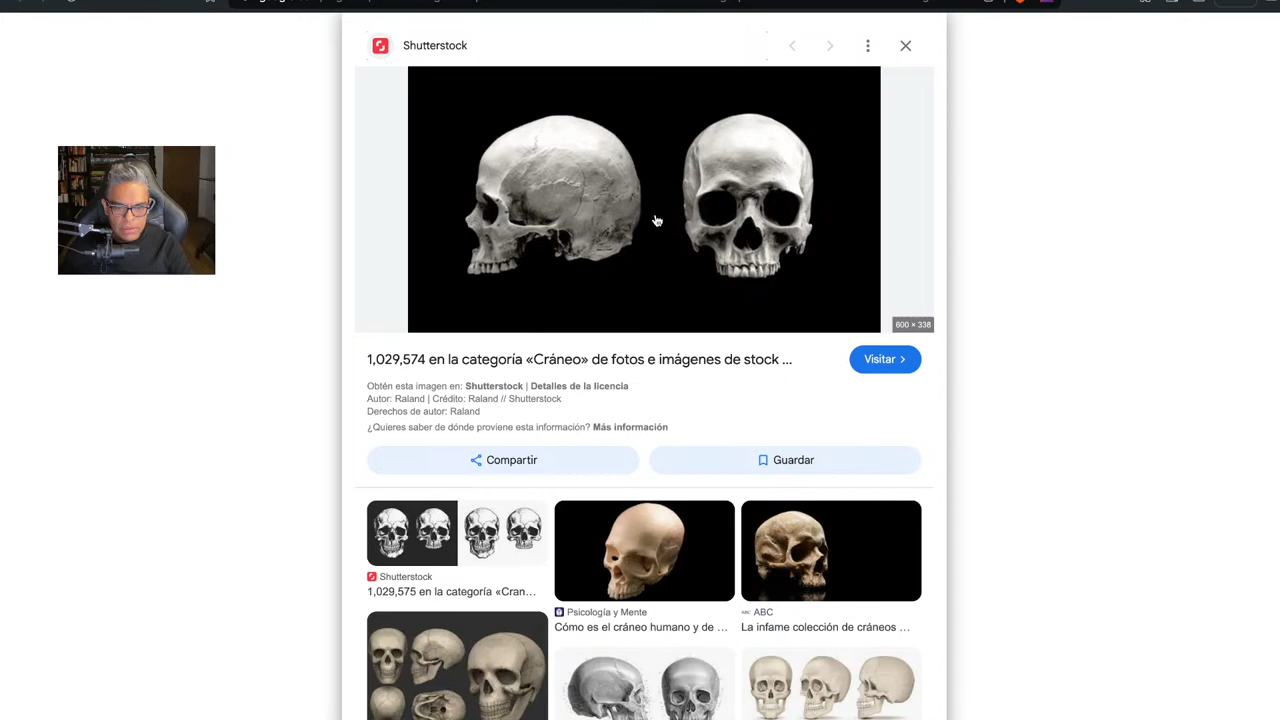 Shutterstock
600 × 338
1,029,574 en la categoría «Cráneo» de fotos e imágenes de stock ...
Visitar
Obtén esta imagen en: Shutterstock | Detalles de la licencia
Autor: Raland | Crédito: Raland // Shutterstock
Derechos de autor: Raland
¿Quieres saber de dónde proviene esta información? Más información
Compartir
Guardar
Shutterstock
1,029,575 en la categoría «Cran...
Psicología y Mente
Cómo es el cráneo humano y de ...
ABC ABC
La infame colección de cráneos ...